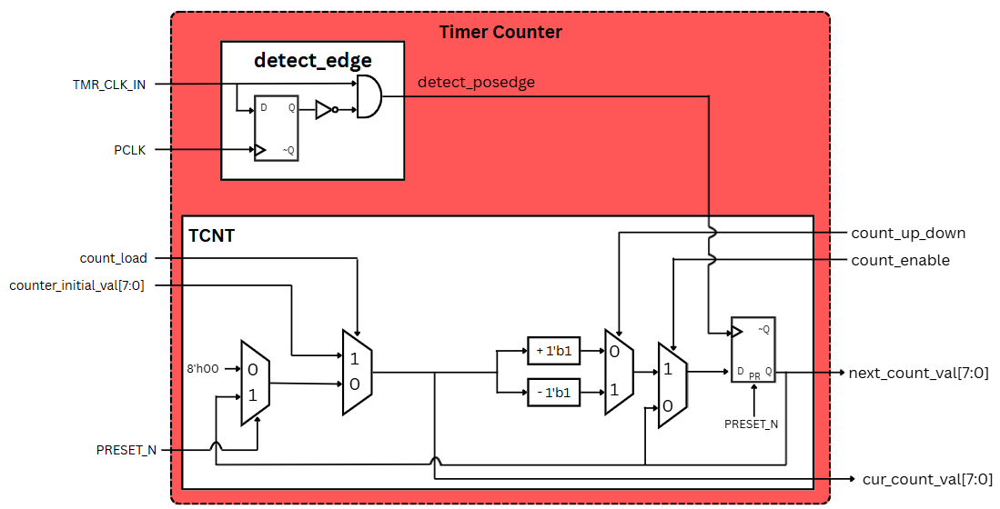 Timer Counter
detect_edge
TMR_CLK_IN
detect_posedge
D
Q
PCLK
~Q
TCNT
count_up_down
count_load
count_enable
counter_initial_val[7:0]
~Q
+ 1'b1
0
1
8'h00
0
1
D
PR
Q
next_count_val[7:0]
0
- 1'b1
1
1
0
PRESET_N
PRESET_N
cur_count_val[7:0]